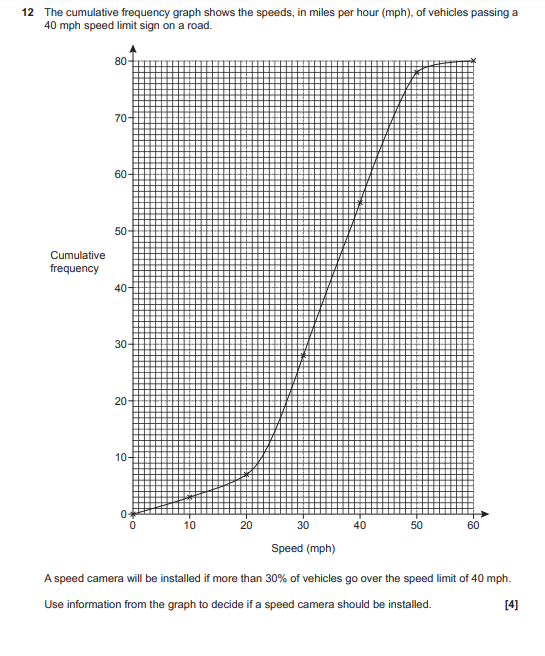 12 The cumulative frequency graph shows the speeds, in miles per hour (mph), of vehicles passing a
40 mph speed limit sign on a road.
80
70
60
50
Cumulative
frequency
40
30
20
10
0
0 10 20 30 40 50 60
Speed (mph)
A speed camera will be installed if more than 30% of vehicles go over the speed limit of 40 mph.
Use information from the graph to decide if a speed camera should be installed. [4]